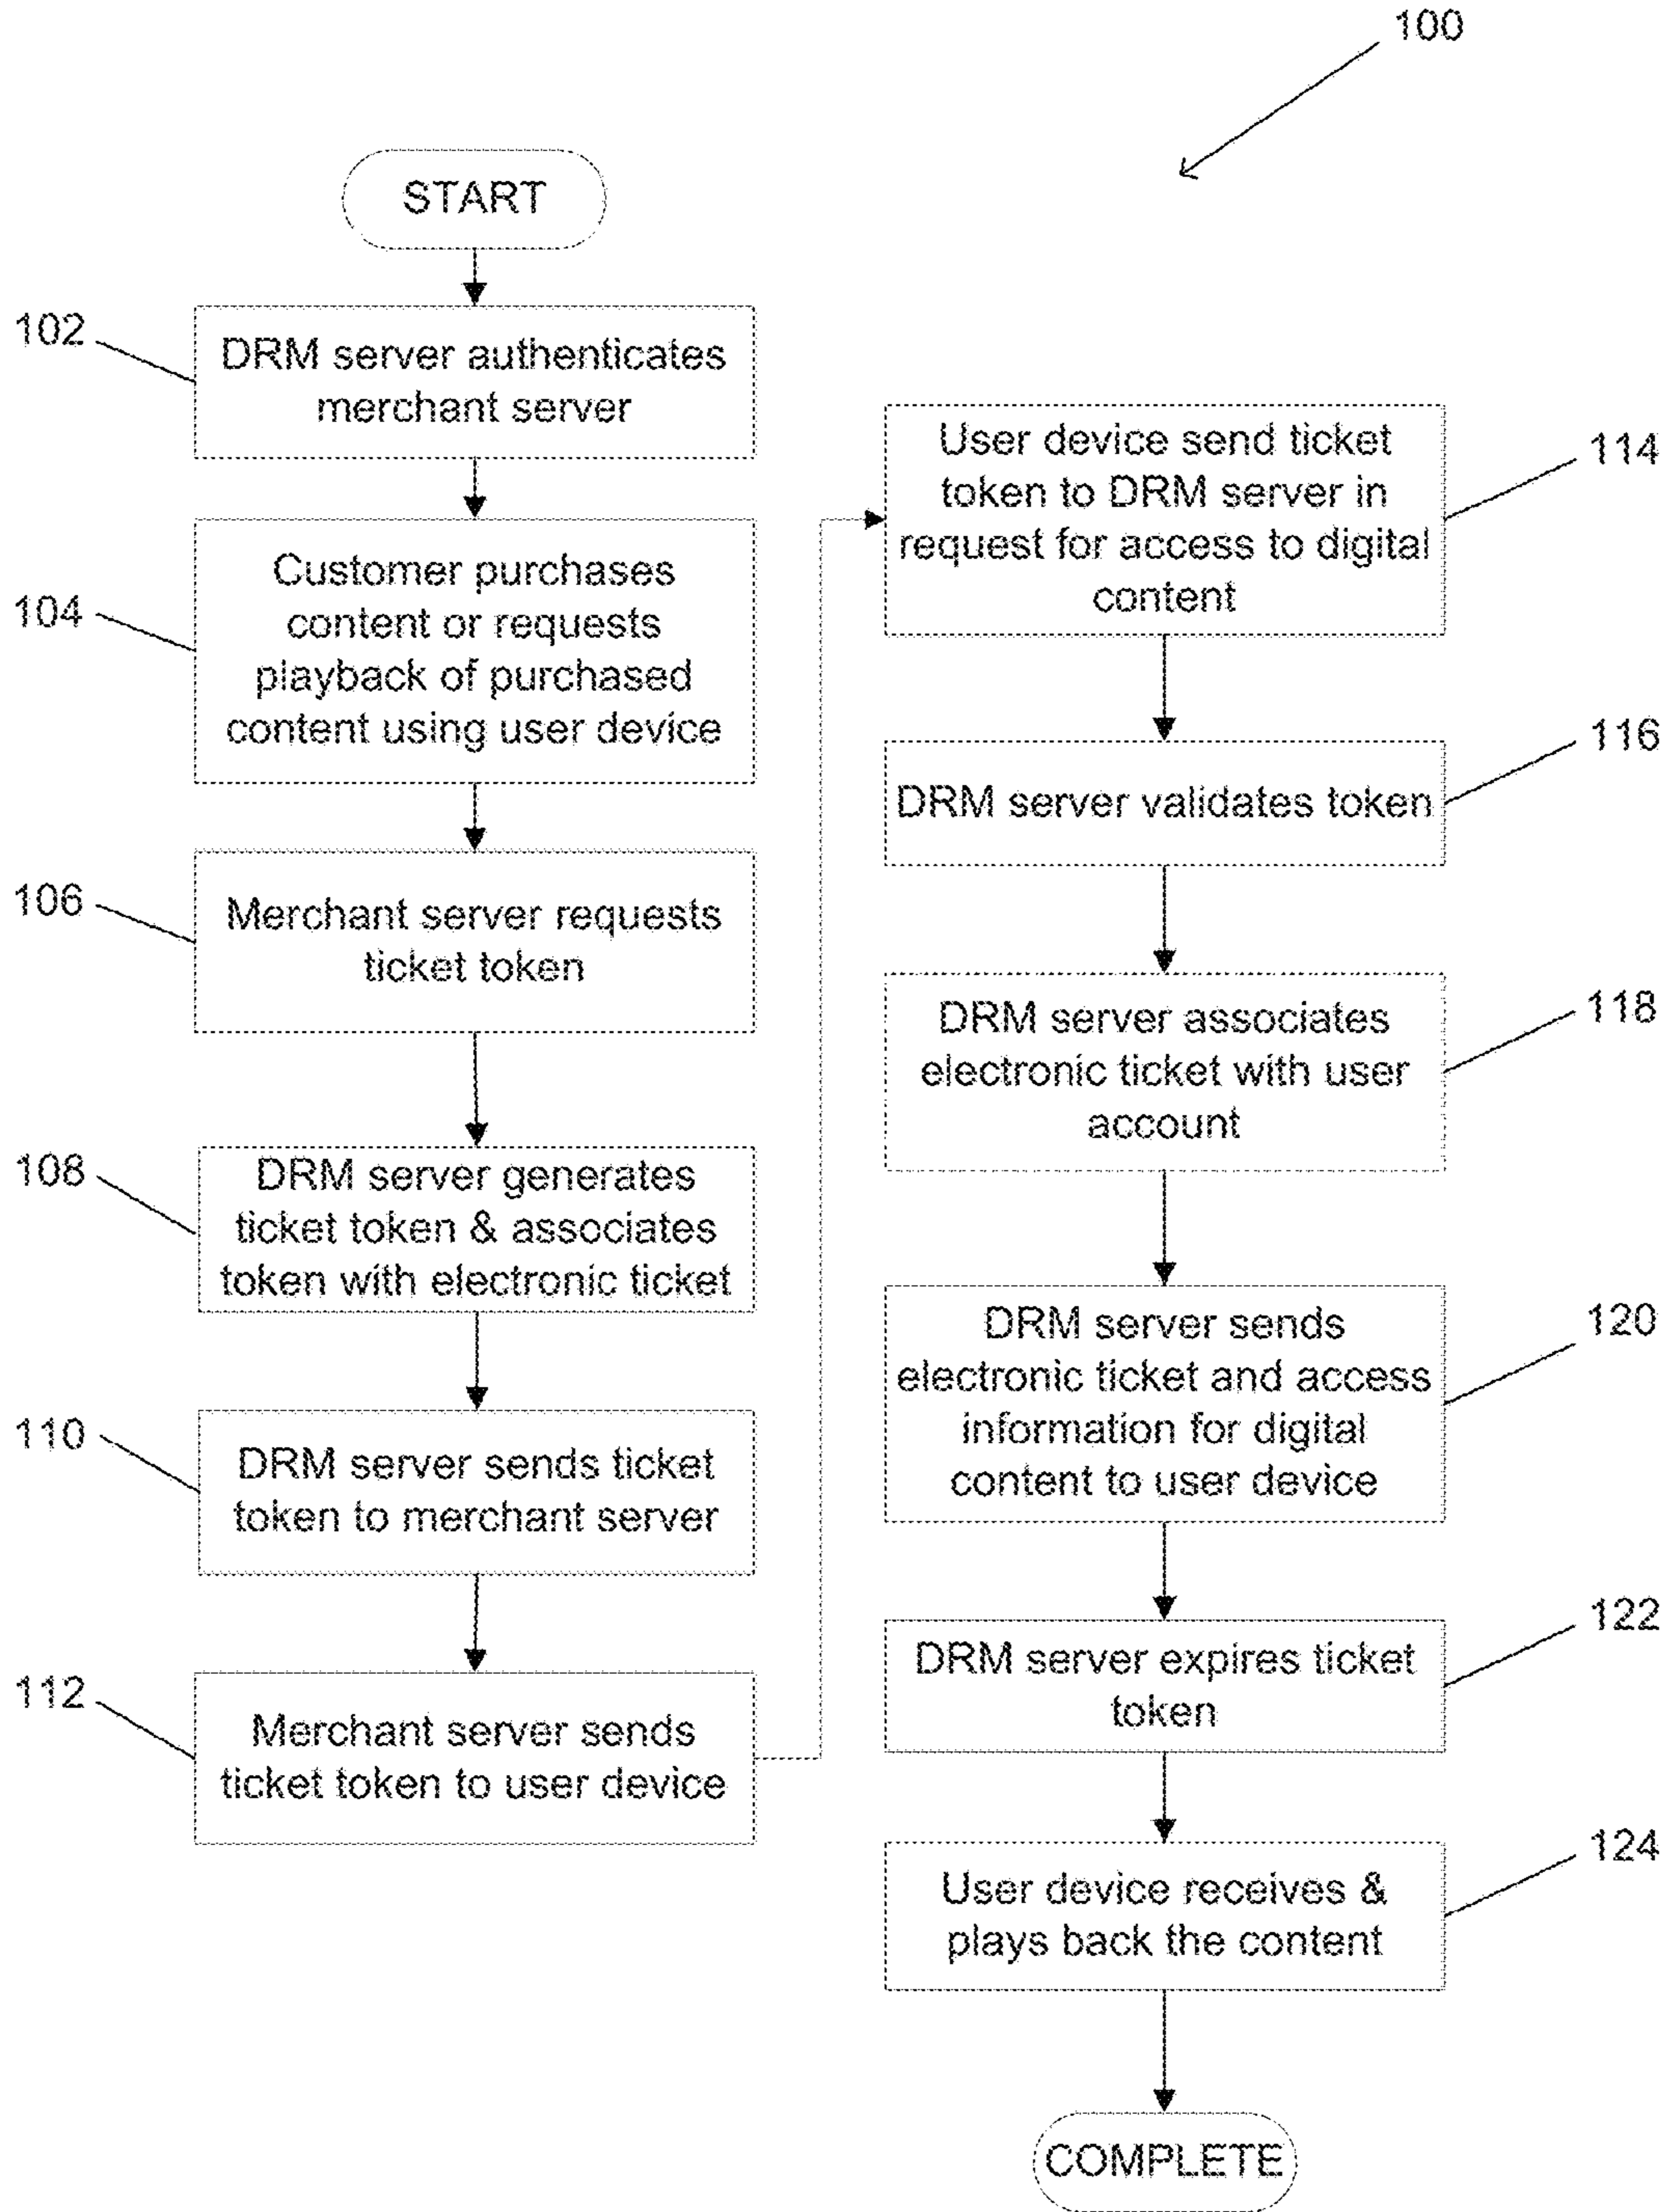 100
START
102
DRM server authenticates
merchant server
104
Customer purchases
content or requests
playback of purchased
content using user device
106
Merchant server requests
ticket token
108
DRM server generates
ticket token & associates
token with electronic ticket
110
DRM server sends ticket
token to merchant server
112
Merchant server sends
ticket token to user device
114
User device send ticket
token to DRM server in
request for access to digital
content
116
DRM server validates token
118
DRM server associates
electronic ticket with user
account
120
DRM server sends
electronic ticket and access
information for digital
content to user device
122
DRM server expires ticket
token
124
User device receives &
plays back the content
COMPLETE